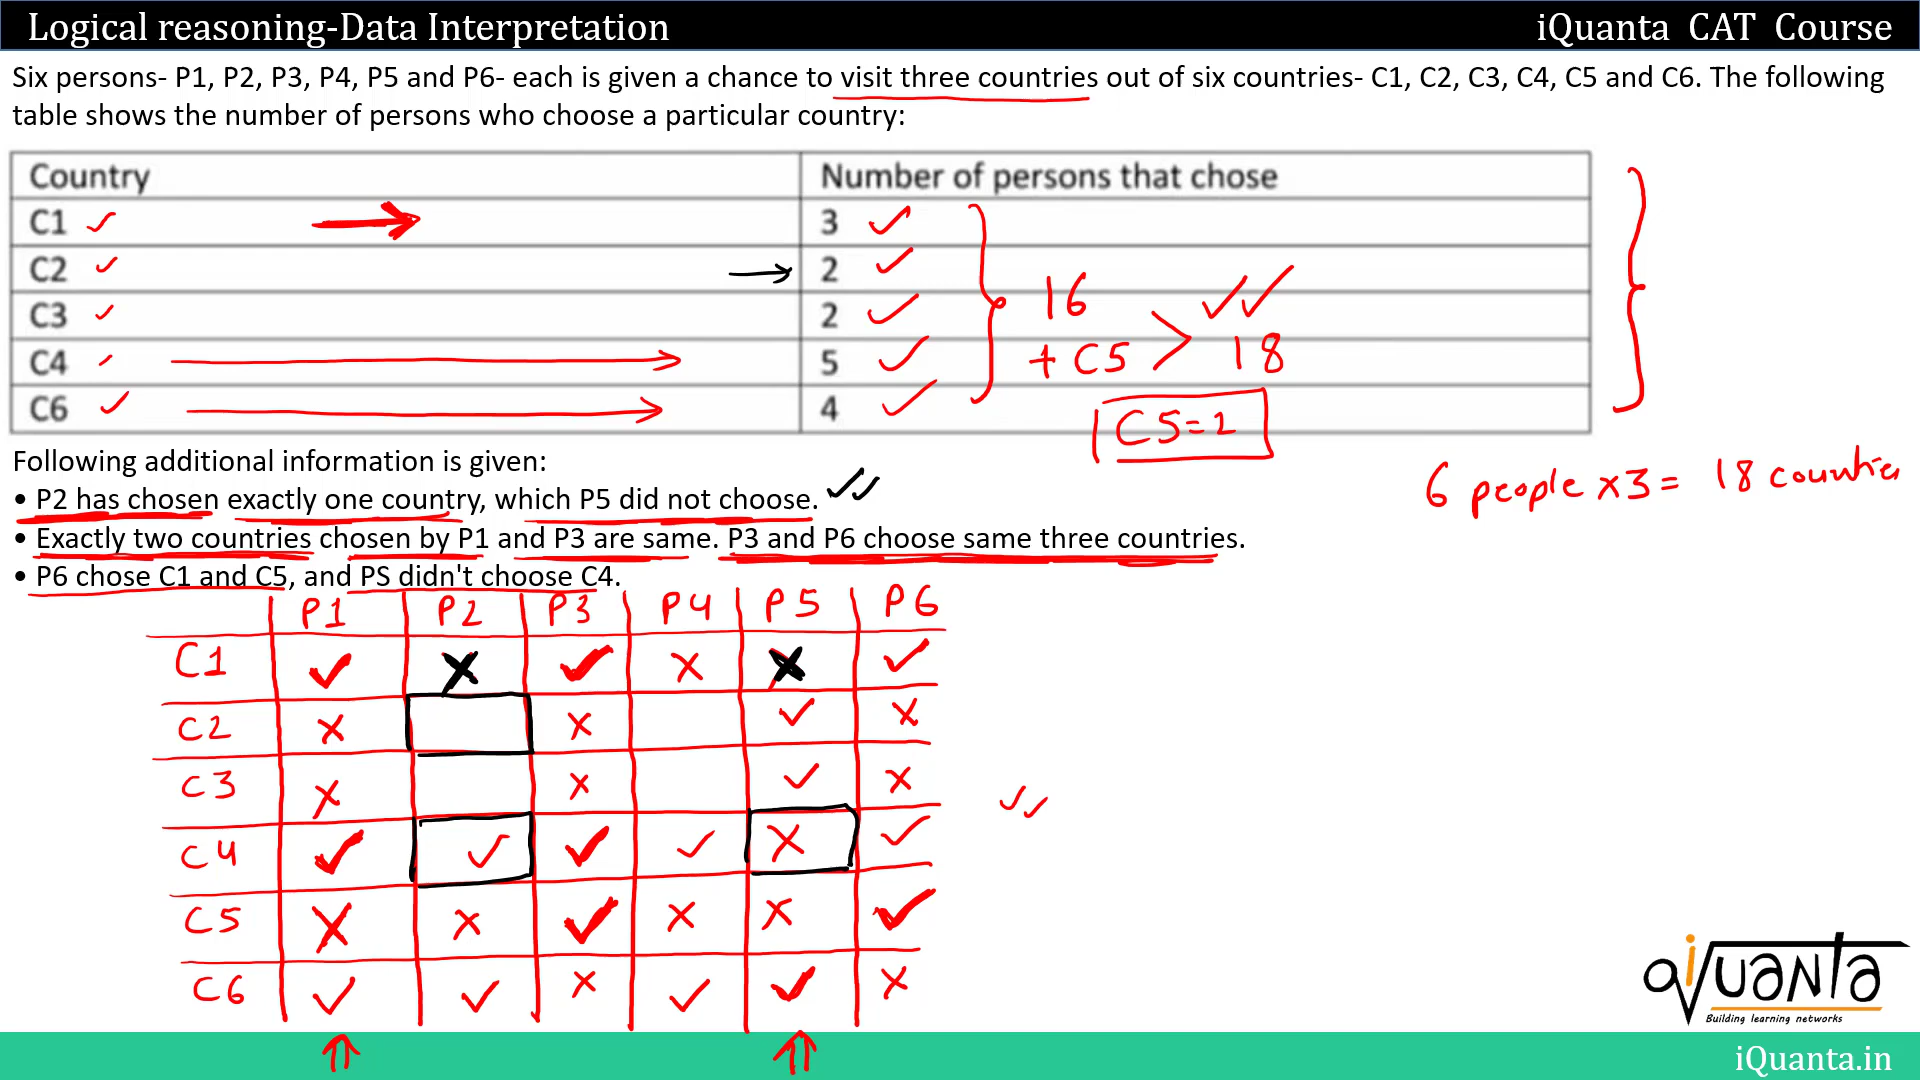 Logical reasoning-Data Interpretation
iQuanta CAT Course
Six persons- P1, P2, P3, P4, P5 and P6- each is given a chance to visit three countries out of six countries- C1, C2, C3, C4, C5 and C6. The following
table shows the number of persons who choose a particular country:
Country Number of persons that chose
C1 3
C2 2
C3 2
C4 5
C6 4
16
+ C5 18
C5=2
6 people x3= 18 countries
Following additional information is given:
• P2 has chosen exactly one country, which P5 did not choose.
• Exactly two countries chosen by P1 and P3 are same. P3 and P6 choose same three countries.
• P6 chose C1 and C5, and PS didn't choose C4.
P1 P2 P3 P4 P5 P6
C1 ✓ X ✓ X X ✓
C2 X X ✓ X
C3 X X ✓ X
C4 ✓ ✓ ✓ ✓ X ✓
C5 X X ✓ X X ✓
C6 ✓ ✓ X ✓ ✓ X
iQuanta
Building learning networks
iQuanta.in